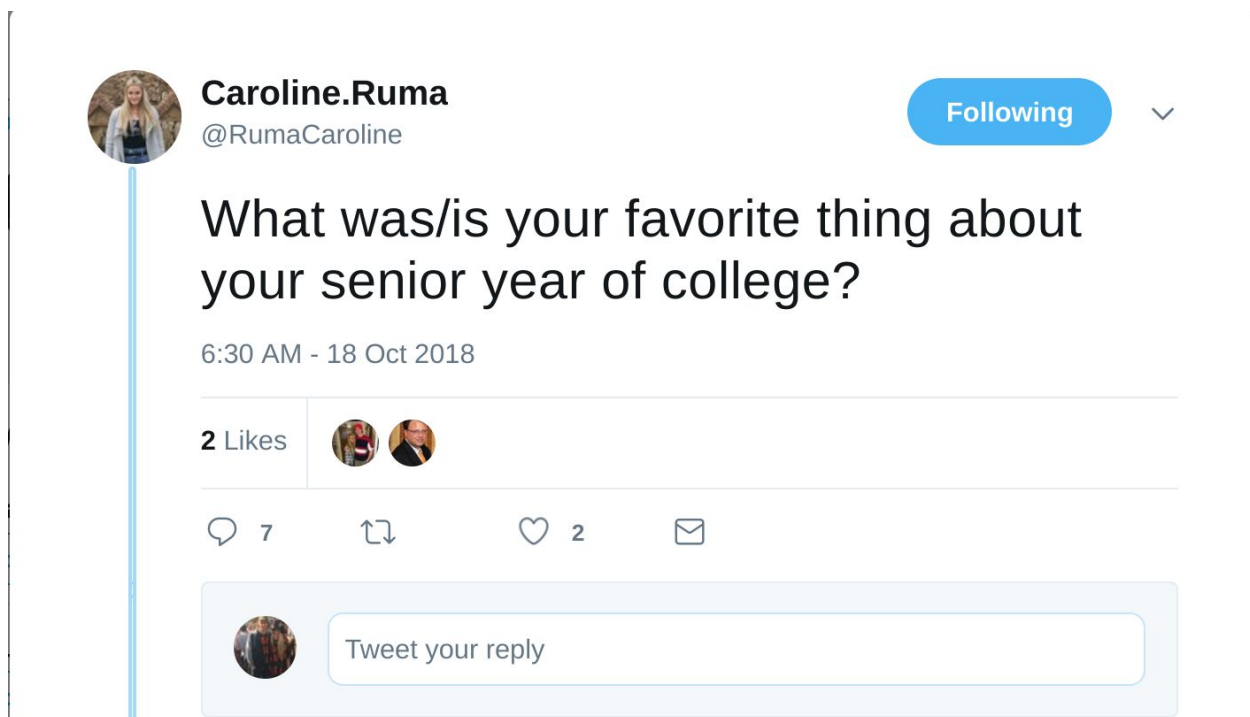 Caroline.Ruma
@RumaCaroline
Following
What was/is your favorite thing about
your senior year of college?
6:30 AM - 18 Oct 2018
2 Likes
7
2
Tweet your reply